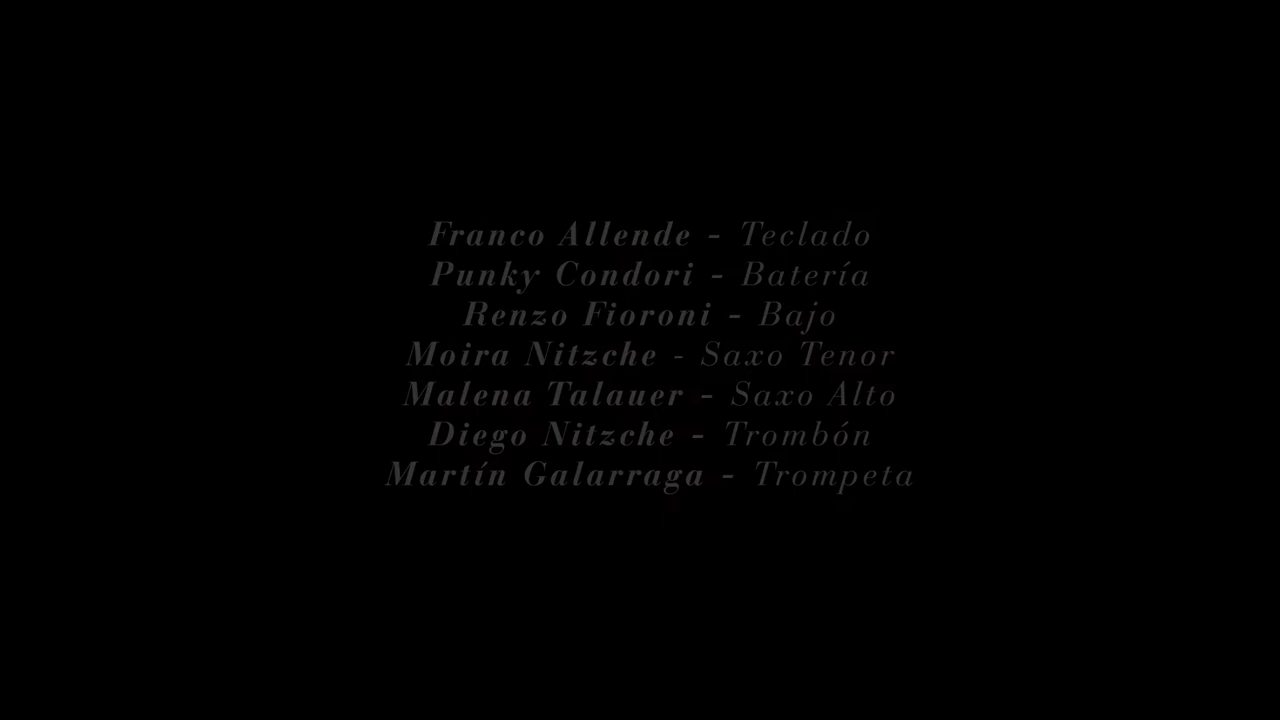 Franco Allende - Teclado
Punky Condori - Batería
Renzo Fioroni - Bajo
Moira Nitzche - Saxo Tenor
Malena Talauer - Saxo Alto
Diego Nitzche - Trombón
Martín Galarraga - Trompeta